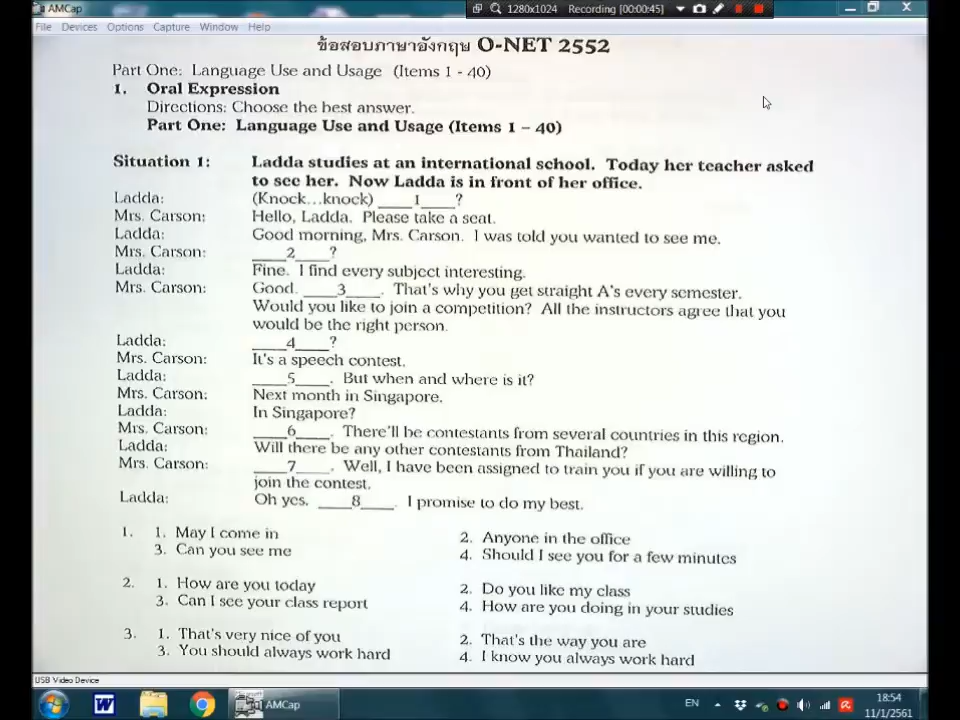 AMCap
1280x1024 Recording [00:00:45]
File Devices Options Capture Window Help
ข้อสอบภาษาอังกฤษ O-NET 2552
Part One: Language Use and Usage (Items 1 - 40)
1. Oral Expression
Directions: Choose the best answer.
Part One: Language Use and Usage (Items 1 – 40)
Situation 1: Ladda studies at an international school. Today her teacher asked
to see her. Now Ladda is in front of her office.
Ladda: (Knock...knock) ____1____?
Mrs. Carson: Hello, Ladda. Please take a seat.
Ladda: Good morning, Mrs. Carson. I was told you wanted to see me.
Mrs. Carson: ____2____?
Ladda: Fine. I find every subject interesting.
Mrs. Carson: Good. ____3____. That's why you get straight A's every semester.
Would you like to join a competition? All the instructors agree that you
would be the right person.
Ladda: ____4____?
Mrs. Carson: It's a speech contest.
Ladda: ____5____. But when and where is it?
Mrs. Carson: Next month in Singapore.
Ladda: In Singapore?
Mrs. Carson: ____6____. There'll be contestants from several countries in this region.
Ladda: Will there be any other contestants from Thailand?
Mrs. Carson: ____7____. Well, I have been assigned to train you if you are willing to
join the contest.
Ladda: Oh yes. ____8____. I promise to do my best.
1. 1. May I come in 2. Anyone in the office
3. Can you see me 4. Should I see you for a few minutes
2. 1. How are you today 2. Do you like my class
3. Can I see your class report 4. How are you doing in your studies
3. 1. That's very nice of you 2. That's the way you are
3. You should always work hard 4. I know you always work hard
USB Video Device
AMCap EN 18:54
11/1/2561